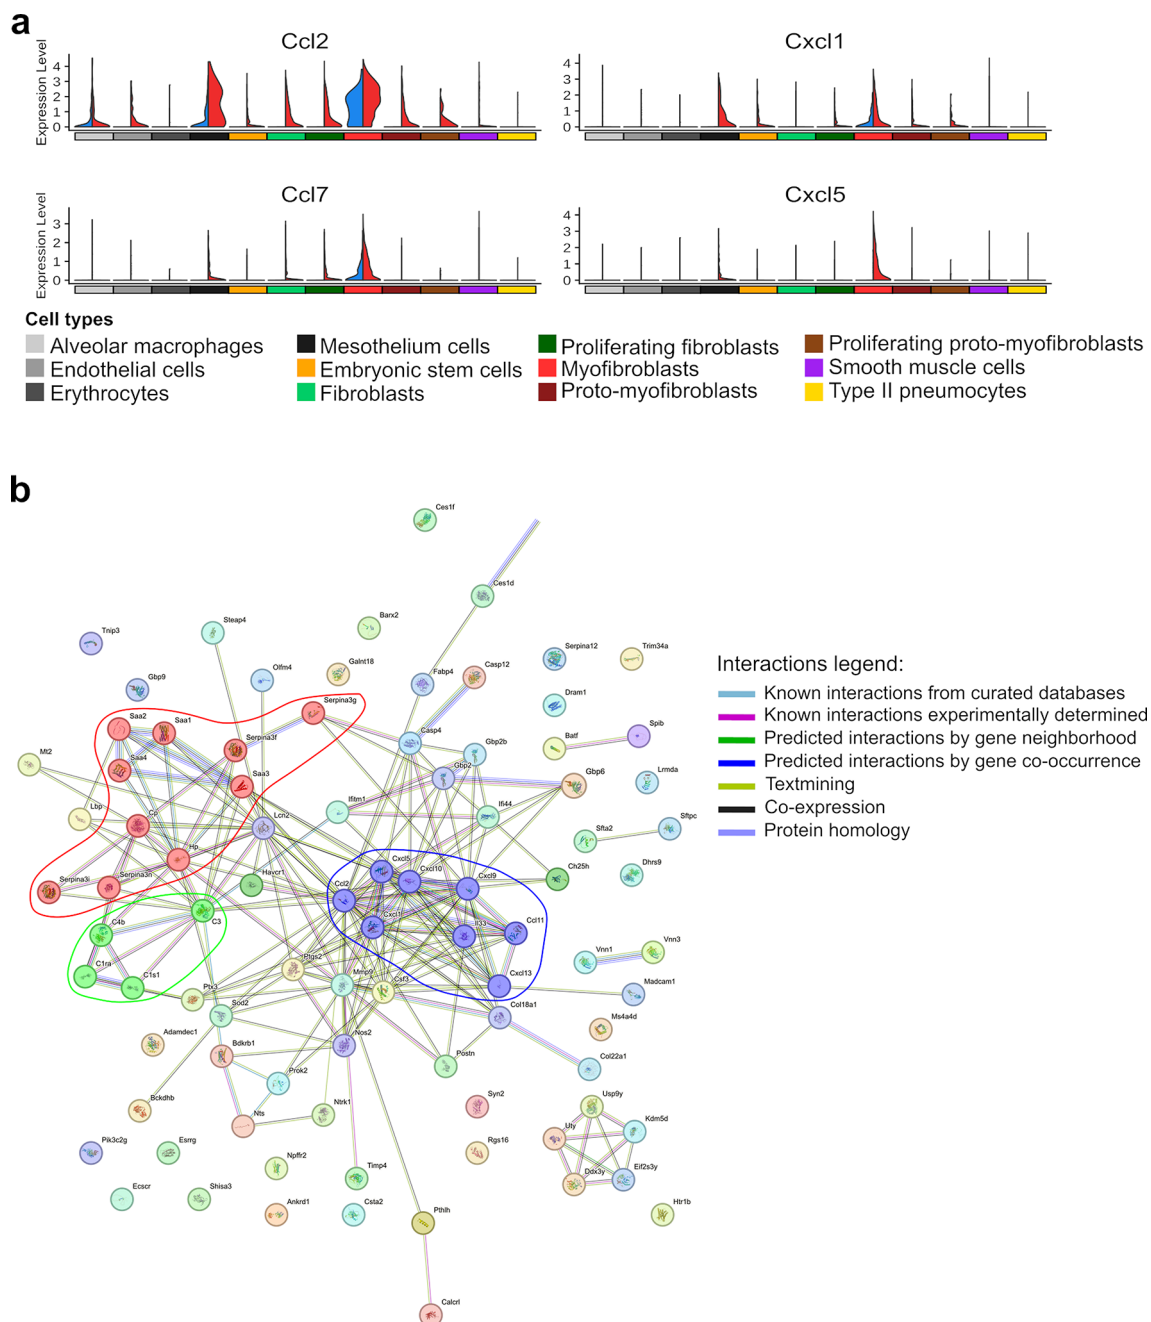 a
Ccl2
Cxcl1
Expression Level
4
3
2
1
0
4
3
2
1
0
Ccl7
Cxcl5
Expression Level
3
2
1
0
4
3
2
1
0
Cell types
Alveolar macrophages
Endothelial cells
Erythrocytes
Mesothelium cells
Embryonic stem cells
Fibroblasts
Proliferating fibroblasts
Myofibroblasts
Proto-myofibroblasts
Proliferating proto-myofibroblasts
Smooth muscle cells
Type II pneumocytes
b
Ces1f
Ces1d
Steap4
Barx2
Tnip3
Serpina12
Trim34a
Olfm4
Galnt18
Fabp4
Casp12
Gbp9
Dram1
Serpina3g
Saa2
Saa1
Spib
Casp4
Batf
Serpina3f
Gbp2b
Mt2
Saa4
Saa3
Gbp2
Gbp6
Lrmda
Lbp
Cp
Ifitm1
Ifi44
Lcn2
Sftpc
Sfta2
Hp
Cxcl5
Cxcl10
Ch25h
Serpina3i
Serpina3n
Havcr1
Ccl2
Cxcl9
Dhrs9
C3
C4b
Cxcl1
Il33
Ccl11
Vnn1
Vnn3
C1ra
C1s1
Ptgs2
Mmp9
Csf3
Cxcl13
Ptx3
Madcam1
Sod2
Col18a1
Ms4a4d
Adamdec1
Nos2
Bdkrb1
Postn
Col22a1
Prok2
Bckdhb
Nts
Ntrk1
Syn2
Usp9y
Uty
Kdm5d
Pik3c2g
Esrrg
Npffr2
Timp4
Rgs16
Ddx3y
Eif2s3y
Ecscr
Shisa3
Ankrd1
Csta2
Pthlh
Htr1b
Calcrl
Interactions legend:
Known interactions from curated databases
Known interactions experimentally determined
Predicted interactions by gene neighborhood
Predicted interactions by gene co-occurrence
Textmining
Co-expression
Protein homology